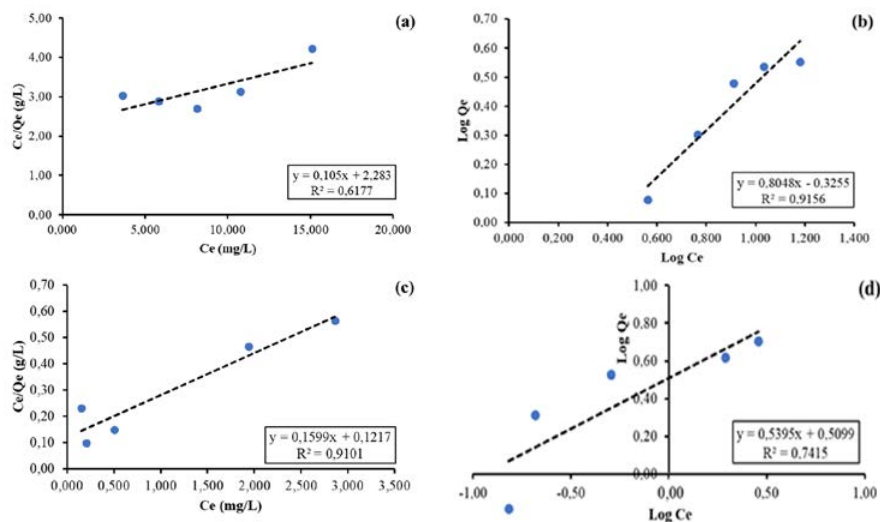 (a)
5,00
4,00
3,00
2,00
1,00
0,00
Ce/Qe (g/L)
y = 0,105x + 2,283
R² = 0,6177
0,000 5,000 10,000 15,000 20,000
Ce (mg/L)
(b)
0,70
0,60
0,50
0,40
0,30
0,20
0,10
0,00
Log Qe
y = 0,8048x - 0,3255
R² = 0,9156
0,000 0,200 0,400 0,600 0,800 1,000 1,200 1,400
Log Ce
(c)
0,70
0,60
0,50
0,40
0,30
0,20
0,10
0,00
Ce/Qe (g/L)
y = 0,1599x + 0,1217
R² = 0,9101
0,000 0,500 1,000 1,500 2,000 2,500 3,000 3,500
Ce (mg/L)
(d)
1,00
0,80
0,60
0,40
0,20
0,00
Log Qe
y = 0,5395x + 0,5099
R² = 0,7415
-1,00 -0,50 0,00 0,50 1,00
Log Ce